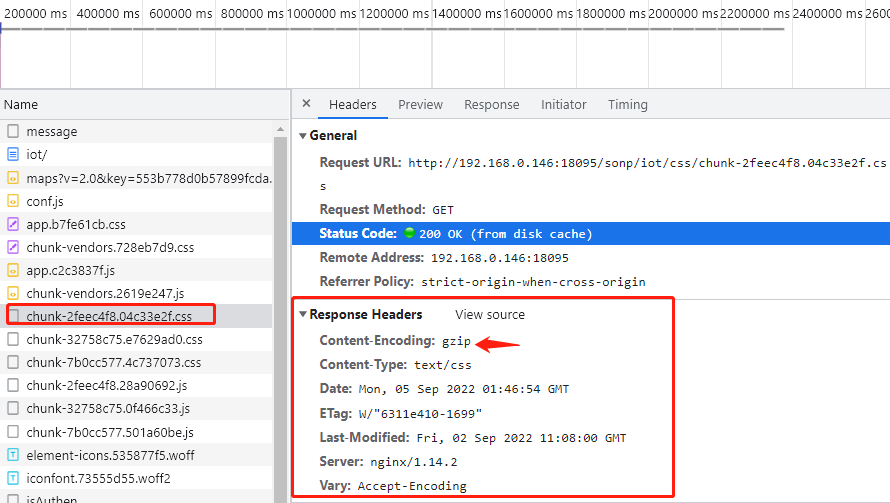 200000 ms 400000 ms 600000 ms 800000 ms 1000000 ms 1200000 ms 1400000 ms 1600000 ms 1800000 ms 2000000 ms 2200000 ms 2400000 ms 2600
Name
message
iot/
maps?v=2.0&key=553b778d0b57899fcda.
conf.js
app.b7fe61cb.css
chunk-vendors.728eb7d9.css
app.c2c3837f.js
chunk-vendors.2619e247.js
chunk-2feec4f8.04c33e2f.css
chunk-32758c75.e7629ad0.css
chunk-7b0cc577.4c737073.css
chunk-2feec4f8.28a90692.js
chunk-32758c75.0f466c33.js
chunk-7b0cc577.501a60be.js
element-icons.535877f5.woff
iconfont.73555d55.woff2
isAuthen
× Headers Preview Response Initiator Timing
General
Request URL: http://192.168.0.146:18095/sonp/iot/css/chunk-2feec4f8.04c33e2f.cs
s
Request Method: GET
Status Code: 200 OK (from disk cache)
Remote Address: 192.168.0.146:18095
Referrer Policy: strict-origin-when-cross-origin
Response Headers View source
Content-Encoding: gzip
Content-Type: text/css
Date: Mon, 05 Sep 2022 01:46:54 GMT
ETag: W/"6311e410-1699"
Last-Modified: Fri, 02 Sep 2022 11:08:00 GMT
Server: nginx/1.14.2
Vary: Accept-Encoding